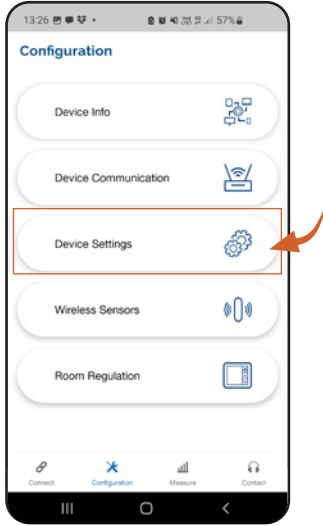 13:26
57%
Configuration
Device Info
Device Communication
Device Settings
Wireless Sensors
Room Regulation
Connect Configuration Measure Contact